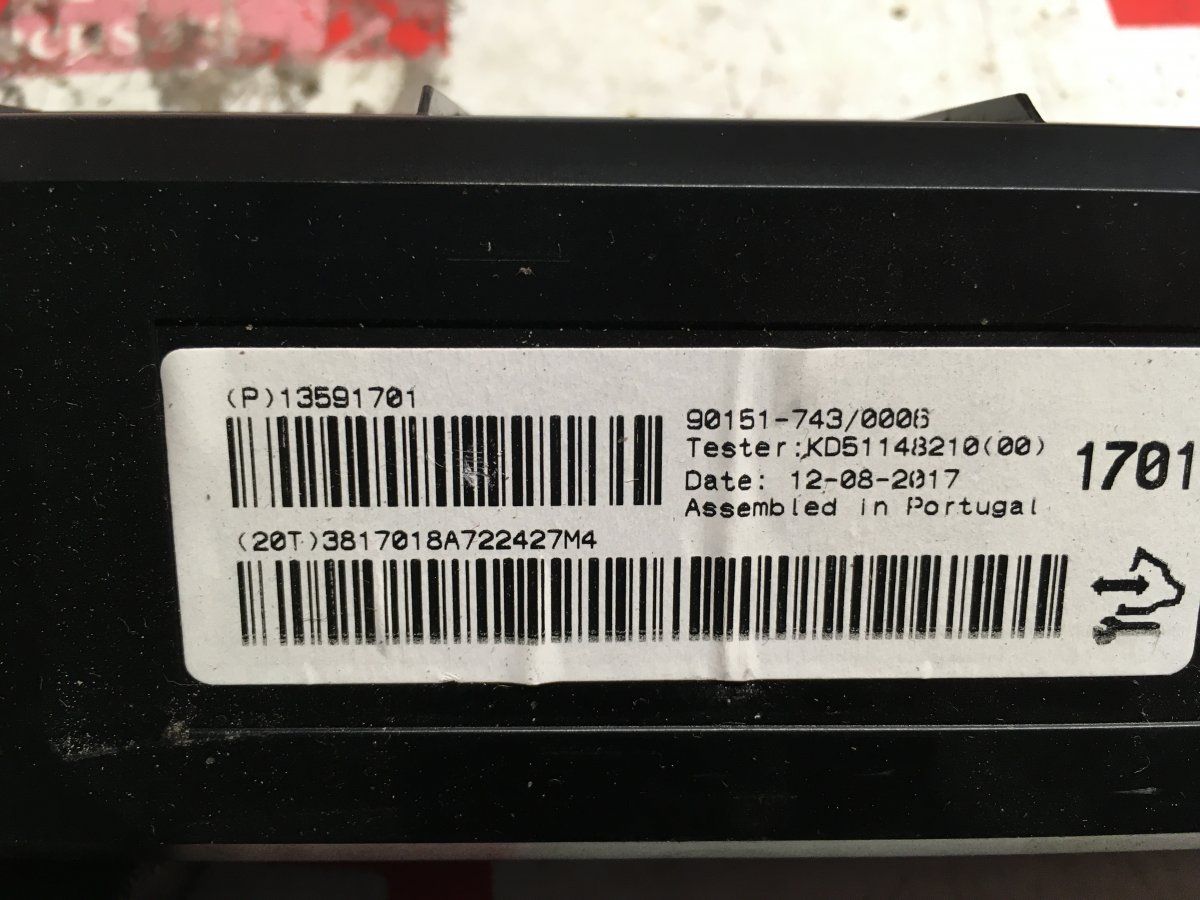 (P)13591701
90151-743/0006
Tester:KD51148210(00)
Date: 12-08-2017
Assembled in Portugal
1701
(20T)3817018A722427M4